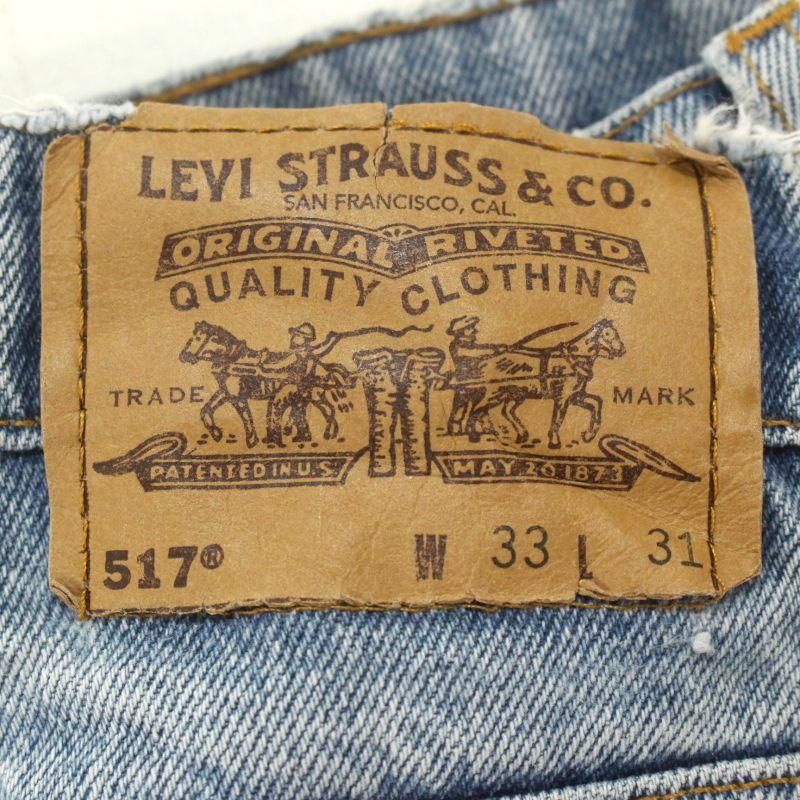 LEVI STRAUSS & CO.
SAN FRANCISCO, CAL.
ORIGINAL RIVETED
QUALITY CLOTHING
TRADE MARK
PATENTED IN U.S. MAY 20 1873
517® W 33 L 31